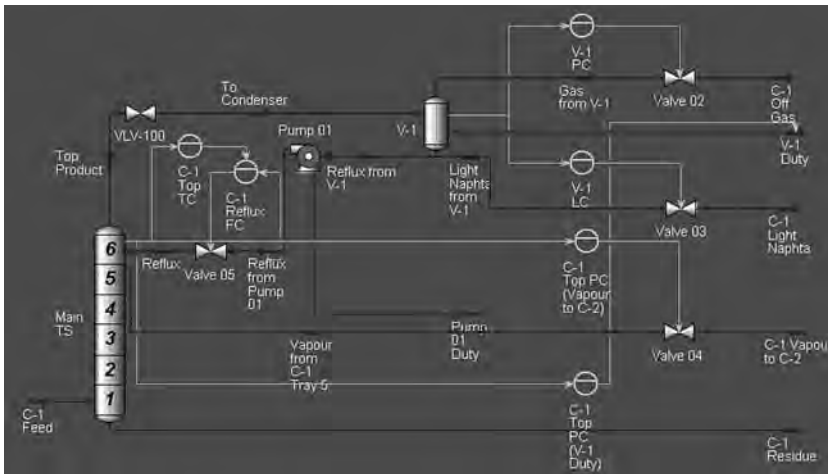 V-1
PC
To
Condenser
Gas
from V-1
Valve 02
C-1
Off
Gas
VLV-100
Pump 01
V-1
V-1
Duty
Top
Product
C-1
Top
TC
C-1
Reflux
FC
Reflux from
V-1
Light
Naphta
from
V-1
V-1
LC
Valve 03
C-1
Light
Naphta
6
5
4
3
2
1
Main
TS
Reflux
Valve 05
Reflux
from
Pump
01
C-1
Top PC
(Vapour
to C-2)
Vapour
from
C-1
Tray 5
Pump
01
Duty
Valve 04
C-1 Vapou
to C-2
C-1
Feed
C-1
Top
PC
(V-1
Duty)
C-1
Residue